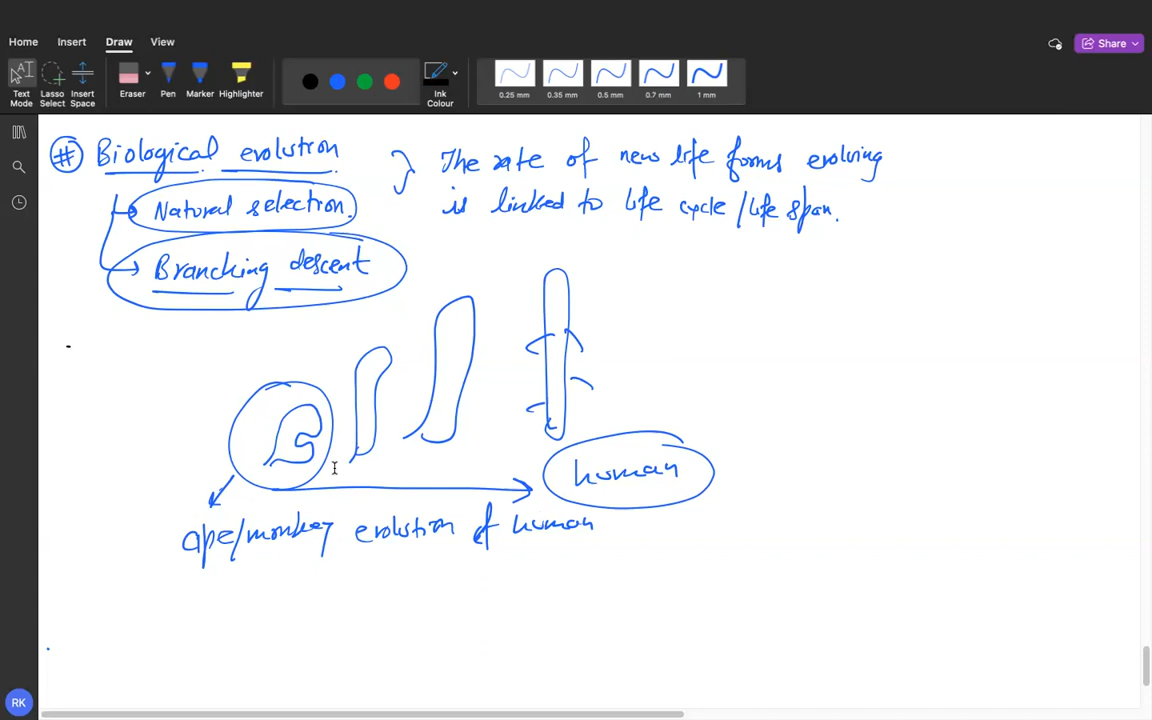 Home Insert Draw View
Share
Text Mode
Lasso Select
Insert Space
Eraser
Pen
Marker
Highlighter
Ink Colour
0.25 mm 0.35 mm 0.5 mm 0.7 mm 1 mm
# Biological evolution } The rate of new life forms evolving
is linked to life cycle/life span.
Natural selection.
Branching descent
human
ape/monkey evolution of human
RK